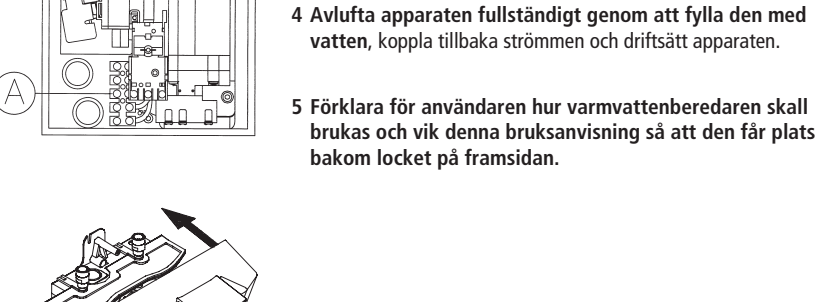 4 Avlufta apparaten fullständigt genom att fylla den med
vatten, koppla tillbaka strömmen och driftsätt apparaten.
A
5 Förklara för användaren hur varmvattenberedaren skall
brukas och vik denna bruksanvisning så att den får plats
bakom locket på framsidan.